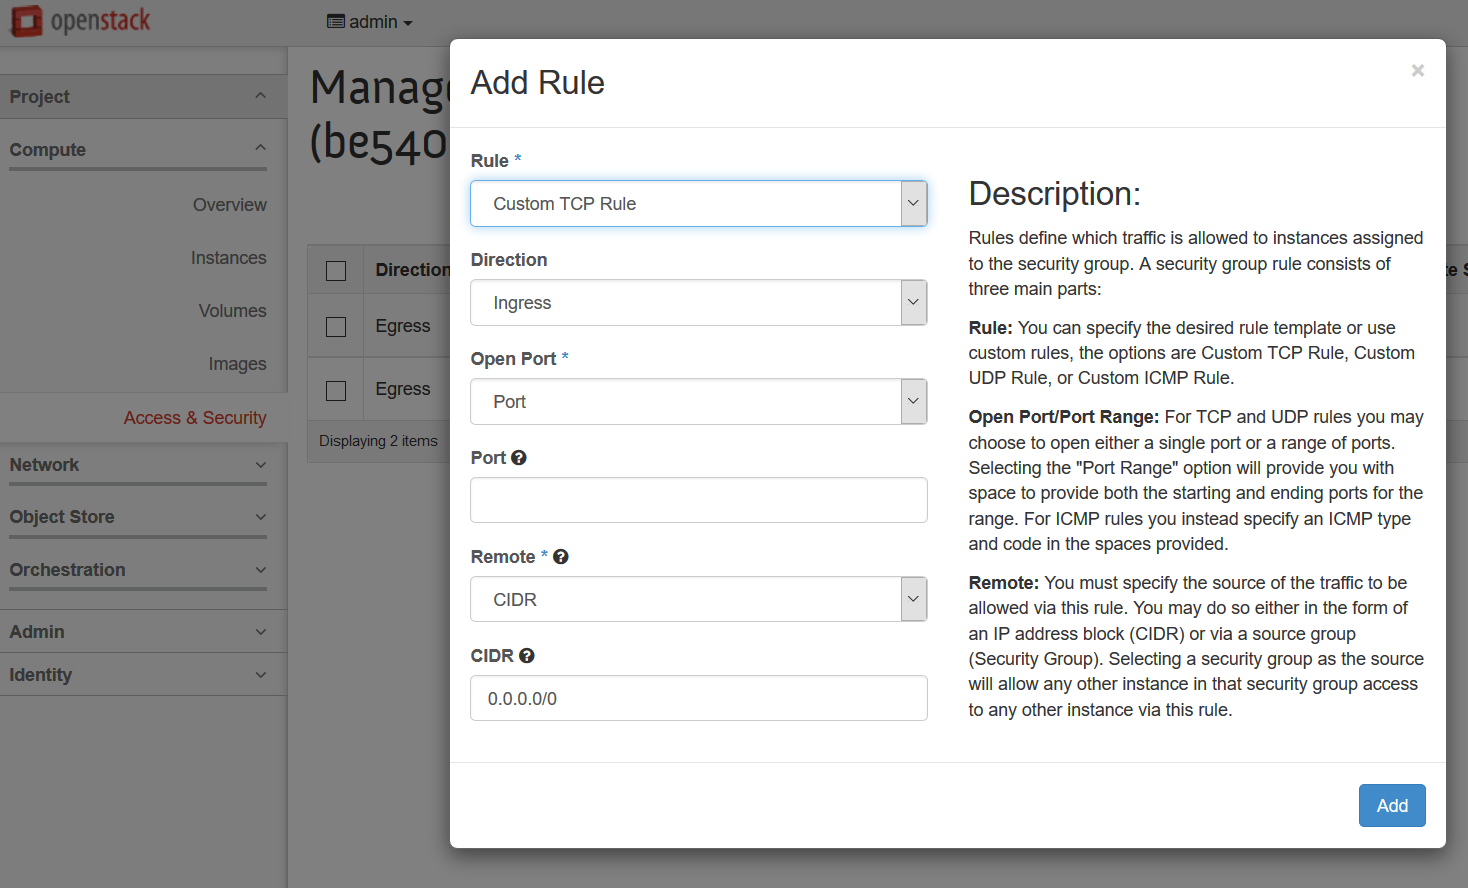 openstack
admin
Project
Compute
Overview
Instances
Volumes
Images
Access & Security
Network
Object Store
Orchestration
Admin
Identity
(be540
Direction
Egress
Egress
Displaying 2 items
Add Rule
×
Rule *
Custom TCP Rule
Direction
Ingress
Open Port *
Port
Port
Remote *
CIDR
CIDR
0.0.0.0/0
Description:
Rules define which traffic is allowed to instances assigned
to the security group. A security group rule consists of
three main parts:
Rule: You can specify the desired rule template or use
custom rules, the options are Custom TCP Rule, Custom
UDP Rule, or Custom ICMP Rule.
Open Port/Port Range: For TCP and UDP rules you may
choose to open either a single port or a range of ports.
Selecting the "Port Range" option will provide you with
space to provide both the starting and ending ports for the
range. For ICMP rules you instead specify an ICMP type
and code in the spaces provided.
Remote: You must specify the source of the traffic to be
allowed via this rule. You may do so either in the form of
an IP address block (CIDR) or via a source group
(Security Group). Selecting a security group as the source
will allow any other instance in that security group access
to any other instance via this rule.
Add